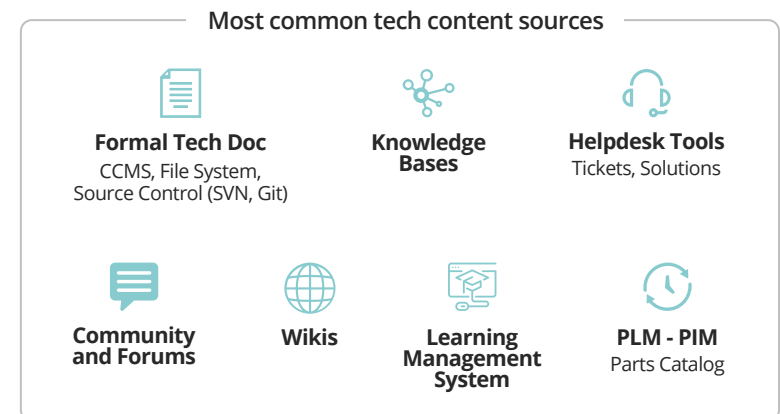 Most common tech content sources
Formal Tech Doc
CCMS, File System,
Source Control (SVN, Git)
Knowledge
Bases
Helpdesk Tools
Tickets, Solutions
Community
and Forums
Wikis
Learning
Management
System
PLM - PIM
Parts Catalog